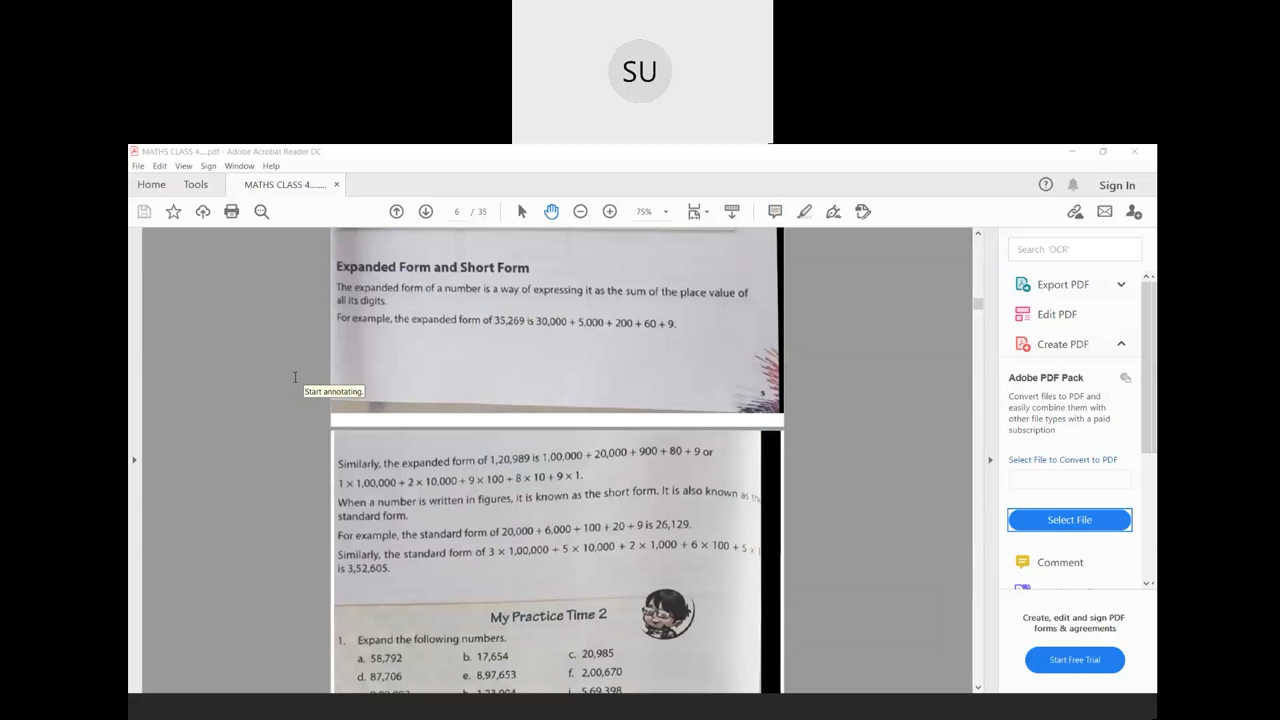 SU
MATHS CLASS 4....pdf - Adobe Acrobat Reader DC
File Edit View Sign Window Help
Home Tools MATHS CLASS 4........ × Sign In
6 / 35 75%
Search 'OCR'
Export PDF
Edit PDF
Create PDF
Adobe PDF Pack
Convert files to PDF and
easily combine them with
other file types with a paid
subscription
Select File to Convert to PDF
Select File
Comment
Create, edit and sign PDF
forms & agreements
Start Free Trial
Expanded Form and Short Form
The expanded form of a number is a way of expressing it as the sum of the place value of
all its digits.
For example, the expanded form of 35,269 is 30,000 + 5,000 + 200 + 60 + 9.
Start annotating.
5
Similarly, the expanded form of 1,20,989 is 1,00,000 + 20,000 + 900 + 80 + 9 or
1 × 1,00,000 + 2 × 10,000 + 9 × 100 + 8 × 10 + 9 × 1.
When a number is written in figures, it is known as the short form. It is also known as
standard form.
For example, the standard form of 20,000 + 6,000 + 100 + 20 + 9 is 26,129.
Similarly, the standard form of 3 × 1,00,000 + 5 × 10,000 + 2 × 1,000 + 6 × 100 + 5 ×
is 3,52,605.
My Practice Time 2
1. Expand the following numbers.
a. 58,792 b. 17,654 c. 20,985
d. 87,706 e. 8,97,653 f. 2,00,670
5,69,398